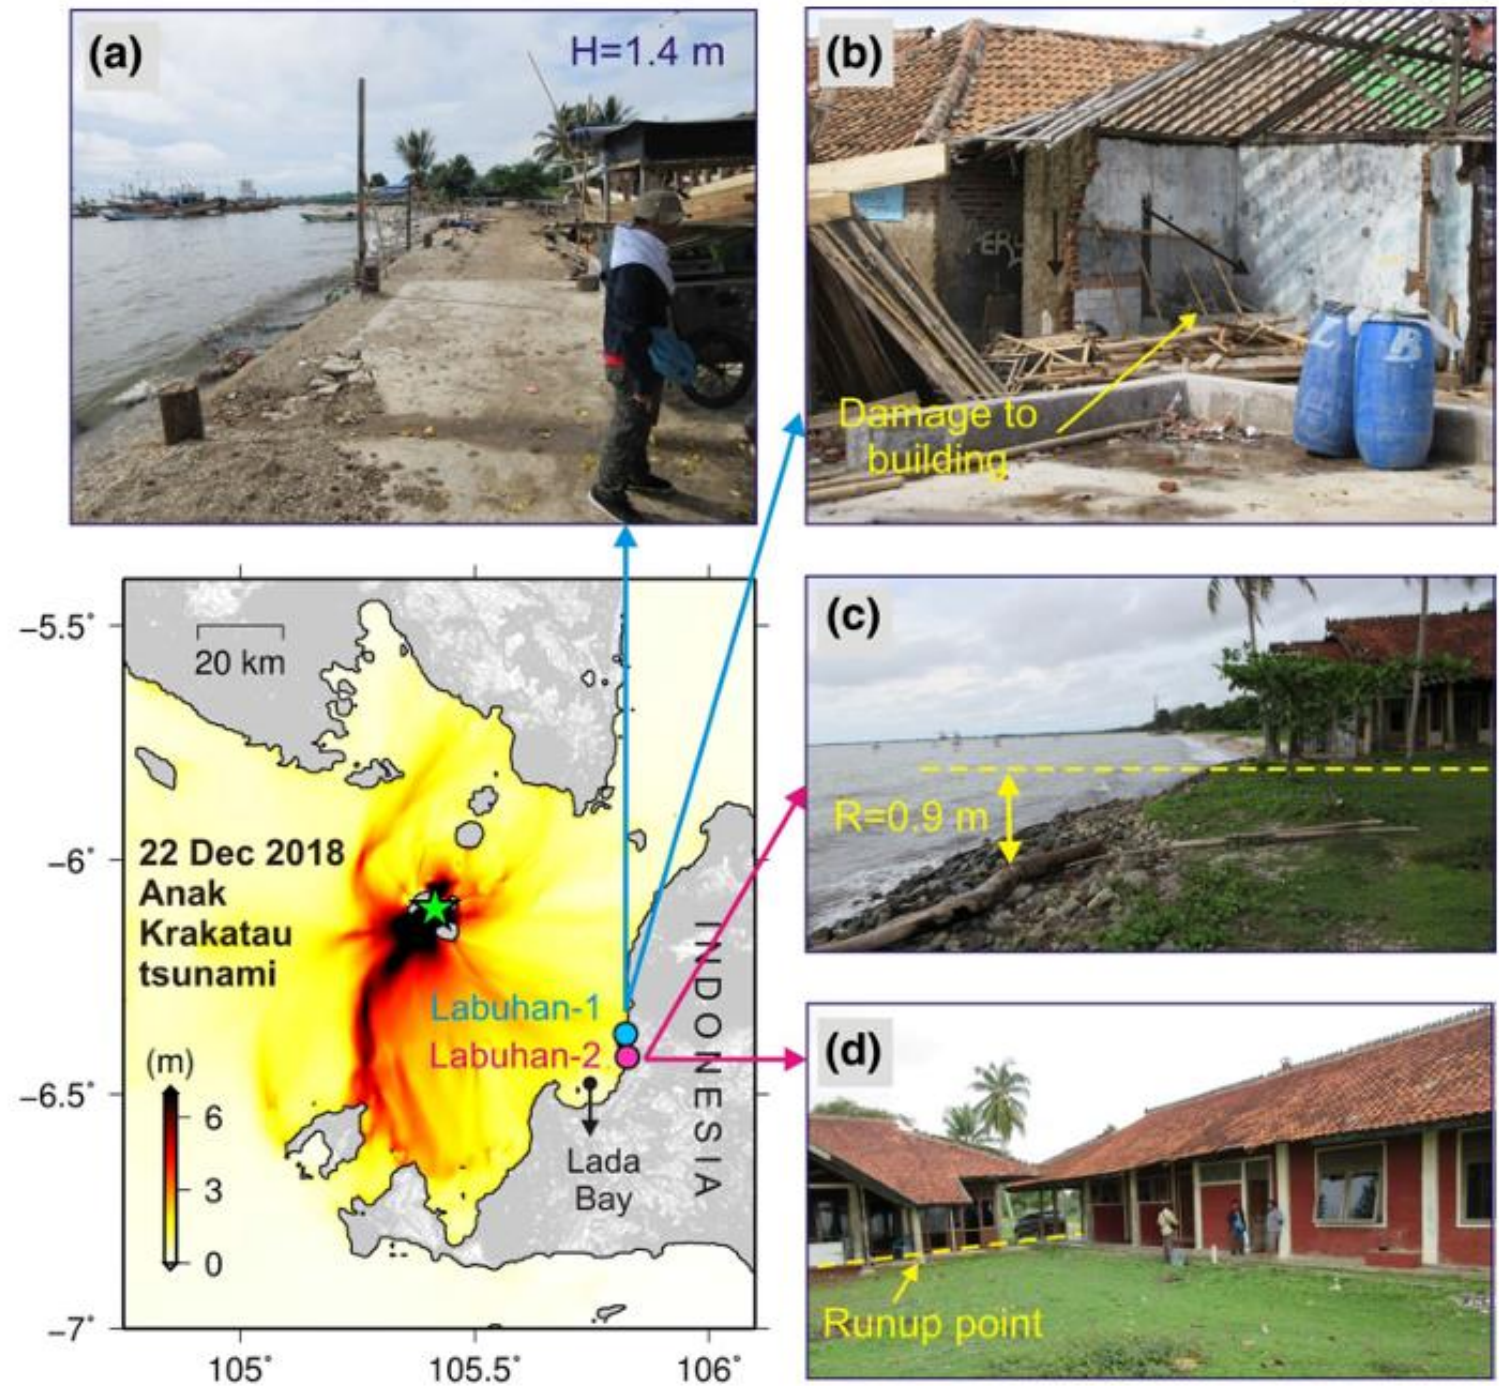 (a)
H=1.4 m
(b)
PERS
L
B
Damage to
building
−5.5˚
20 km
(c)
R=0.9 m
−6˚
22 Dec 2018
Anak
Krakatau
tsunami
INDONESIA
Labuhan-1
Labuhan-2
(d)
(m)
−6.5˚
6
Lada
Bay
3
0
Runup point
−7˚
105˚
105.5˚
106˚